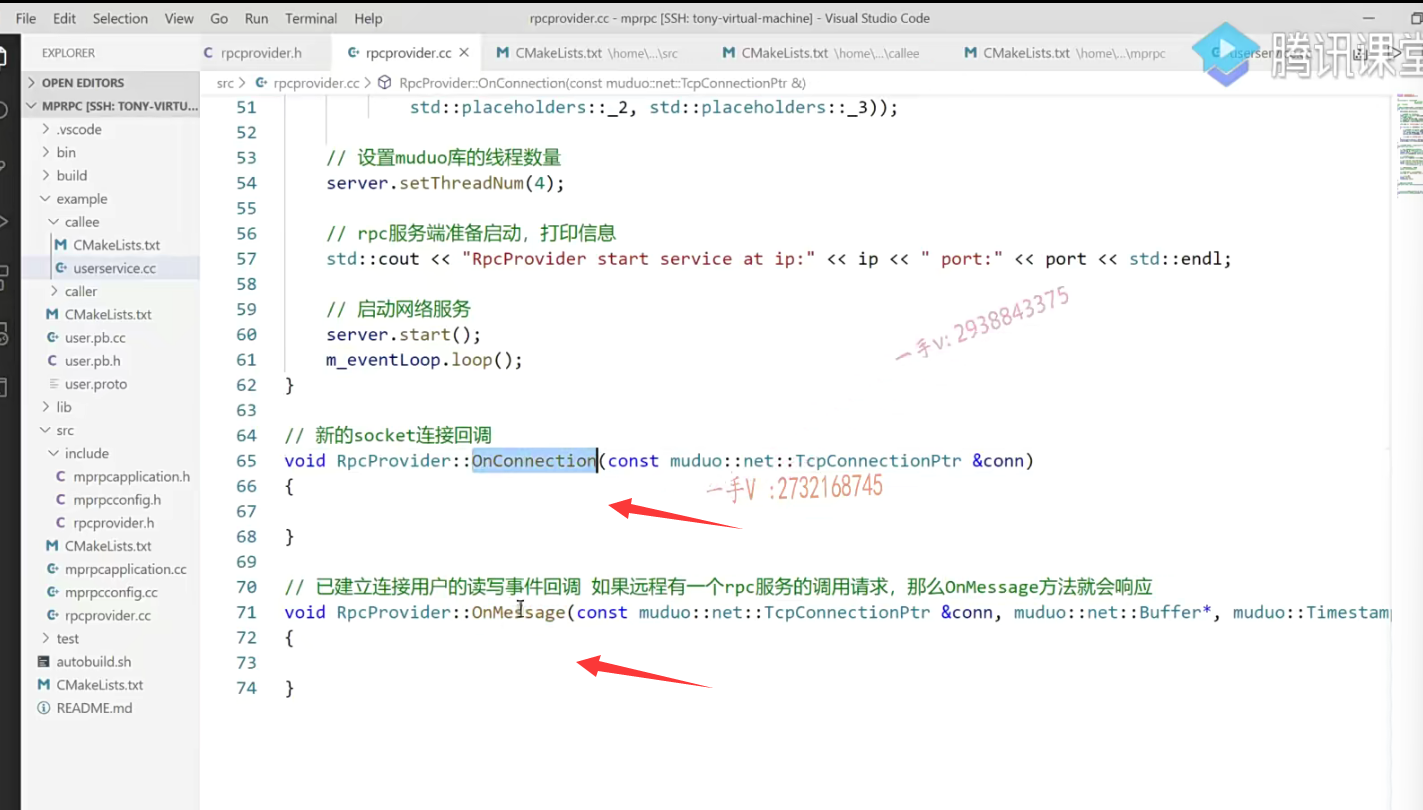 File Edit Selection View Go Run Terminal Help
rpcprovider.cc - mprpc [SSH: tony-virtual-machine] - Visual Studio Code
EXPLORER
rpcprovider.h
rpcprovider.cc
CMakeLists.txt \home\...\src
CMakeLists.txt \home\...\callee
CMakeLists.txt \home\...\mprpc
腾讯课堂
OPEN EDITORS
MPRPC [SSH: TONY-VIRTU...
.vscode
bin
build
example
callee
CMakeLists.txt
userservice.cc
caller
CMakeLists.txt
user.pb.cc
user.pb.h
user.proto
lib
src
include
mprpcapplication.h
mprpcconfig.h
rpcprovider.h
CMakeLists.txt
mprpcapplication.cc
mprpcconfig.cc
rpcprovider.cc
test
autobuild.sh
CMakeLists.txt
README.md
src > rpcprovider.cc > RpcProvider::OnConnection(const muduo::net::TcpConnectionPtr &)
51 std::placeholders::_2, std::placeholders::_3));
52
53 // 设置muduo库的线程数量
54 server.setThreadNum(4);
55
56 // rpc服务端准备启动，打印信息
57 std::cout << "RpcProvider start service at ip:" << ip << " port:" << port << std::endl;
58
59 // 启动网络服务
60 server.start();
61 m_eventLoop.loop();
62 }
63
64 // 新的socket连接回调
65 void RpcProvider::OnConnection(const muduo::net::TcpConnectionPtr &conn)
66 {
67
68 }
69
70 // 已建立连接用户的读写事件回调 如果远程有一个rpc服务的调用请求，那么OnMessage方法就会响应
71 void RpcProvider::OnMessage(const muduo::net::TcpConnectionPtr &conn, muduo::net::Buffer*, muduo::Timestam
72 {
73
74 }
一手v: 2938843375
一手V :2732168745